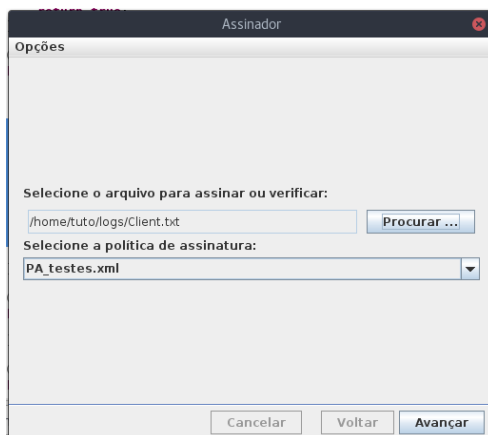 Assinador
Opções
Selecione o arquivo para assinar ou verificar:
/home/tuto/logs/Client.txt
Procurar ...
Selecione a política de assinatura:
PA_testes.xml
Cancelar
Voltar
Avançar